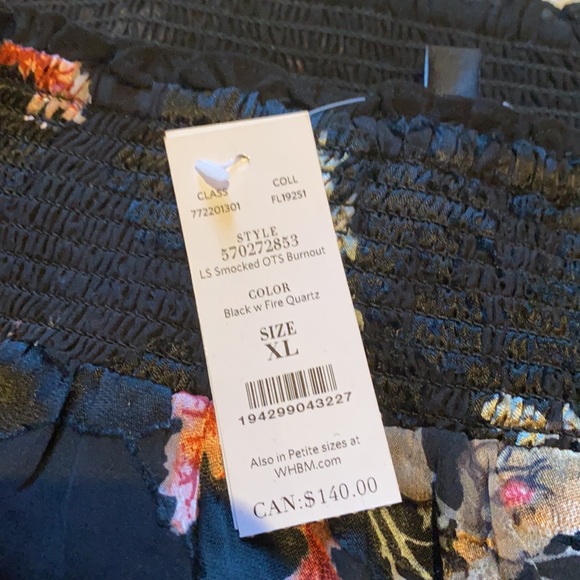 CLASS COLL
772201301 FL19251
STYLE
570272853
LS Smocked OTS Burnout
COLOR
Black w Fire Quartz
SIZE
XL
194299043227
Also in Petite sizes at
WHBM.com
CAN:$140.00